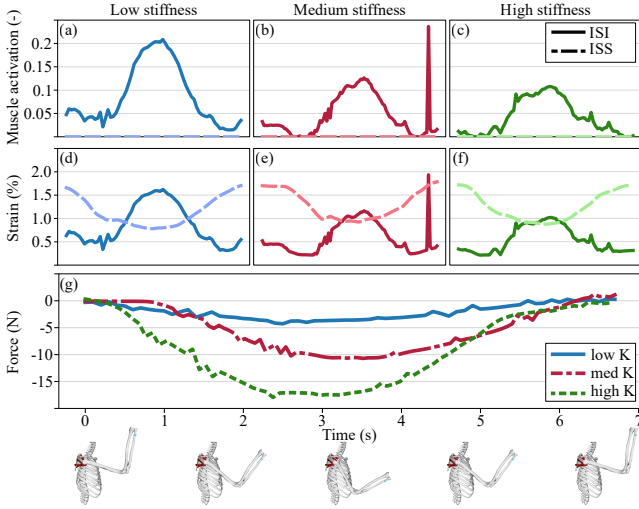 Low stiffness
Medium stiffness
High stiffness
Muscle activation (-)
0.2
0.15
0.1
0.05
(a)
(b)
(c)
ISI
ISS
Strain (%)
2.0
1.5
1.0
0.5
(d)
(e)
(f)
Force (N)
0
-5
-10
-15
(g)
low K
med K
high K
0
1
2
3
4
5
6
7
Time (s)